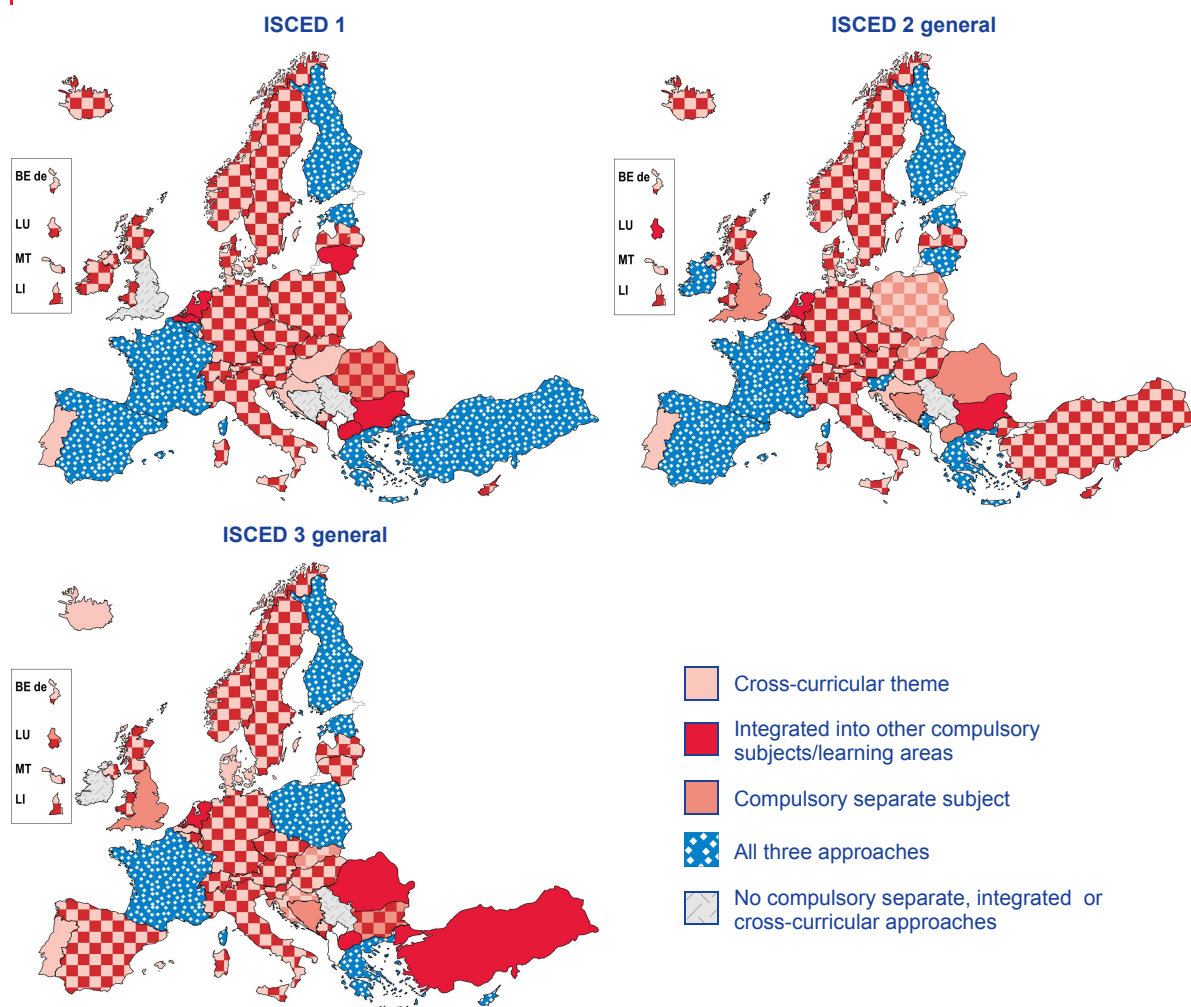 ISCED 1
ISCED 2 general
BE de
LU
MT
LI
BE de
LU
MT
LI
ISCED 3 general
BE de
LU
MT
LI
Cross-curricular theme
Integrated into other compulsory
subjects/learning areas
Compulsory separate subject
All three approaches
No compulsory separate, integrated or
cross-curricular approaches